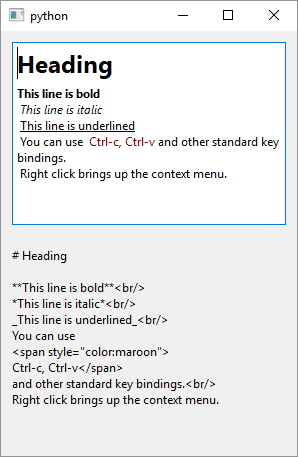 python
Heading
This line is bold
This line is italic
This line is underlined
You can use  Ctrl-c, Ctrl-v and other standard key
bindings.
Right click brings up the context menu.
# Heading
**This line is bold**<br/>
*This line is italic*<br/>
_This line is underlined_<br/>
You can use
<span style="color:maroon">
Ctrl-c, Ctrl-v</span>
and other standard key bindings.<br/>
Right click brings up the context menu.